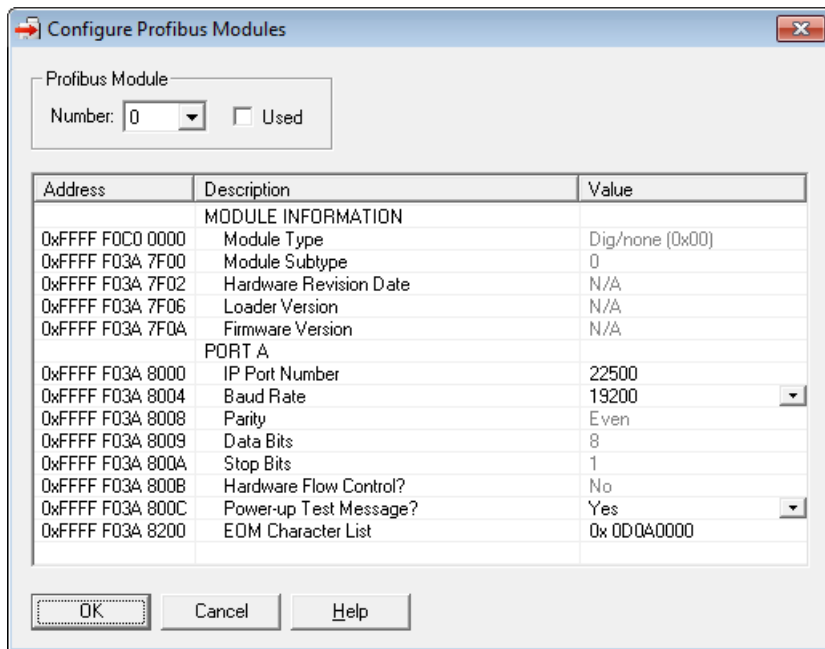 Configure Profibus Modules
Profibus Module
Number: 0 Used
Address Description Value
MODULE INFORMATION
0xFFFF F0C0 0000 Module Type Dig/none (0x00)
0xFFFF F03A 7F00 Module Subtype 0
0xFFFF F03A 7F02 Hardware Revision Date N/A
0xFFFF F03A 7F06 Loader Version N/A
0xFFFF F03A 7F0A Firmware Version N/A
PORT A
0xFFFF F03A 8000 IP Port Number 22500
0xFFFF F03A 8004 Baud Rate 19200
0xFFFF F03A 8008 Parity Even
0xFFFF F03A 8009 Data Bits 8
0xFFFF F03A 800A Stop Bits 1
0xFFFF F03A 800B Hardware Flow Control? No
0xFFFF F03A 800C Power-up Test Message? Yes
0xFFFF F03A 8200 EOM Character List 0x 0D0A0000
OK Cancel Help